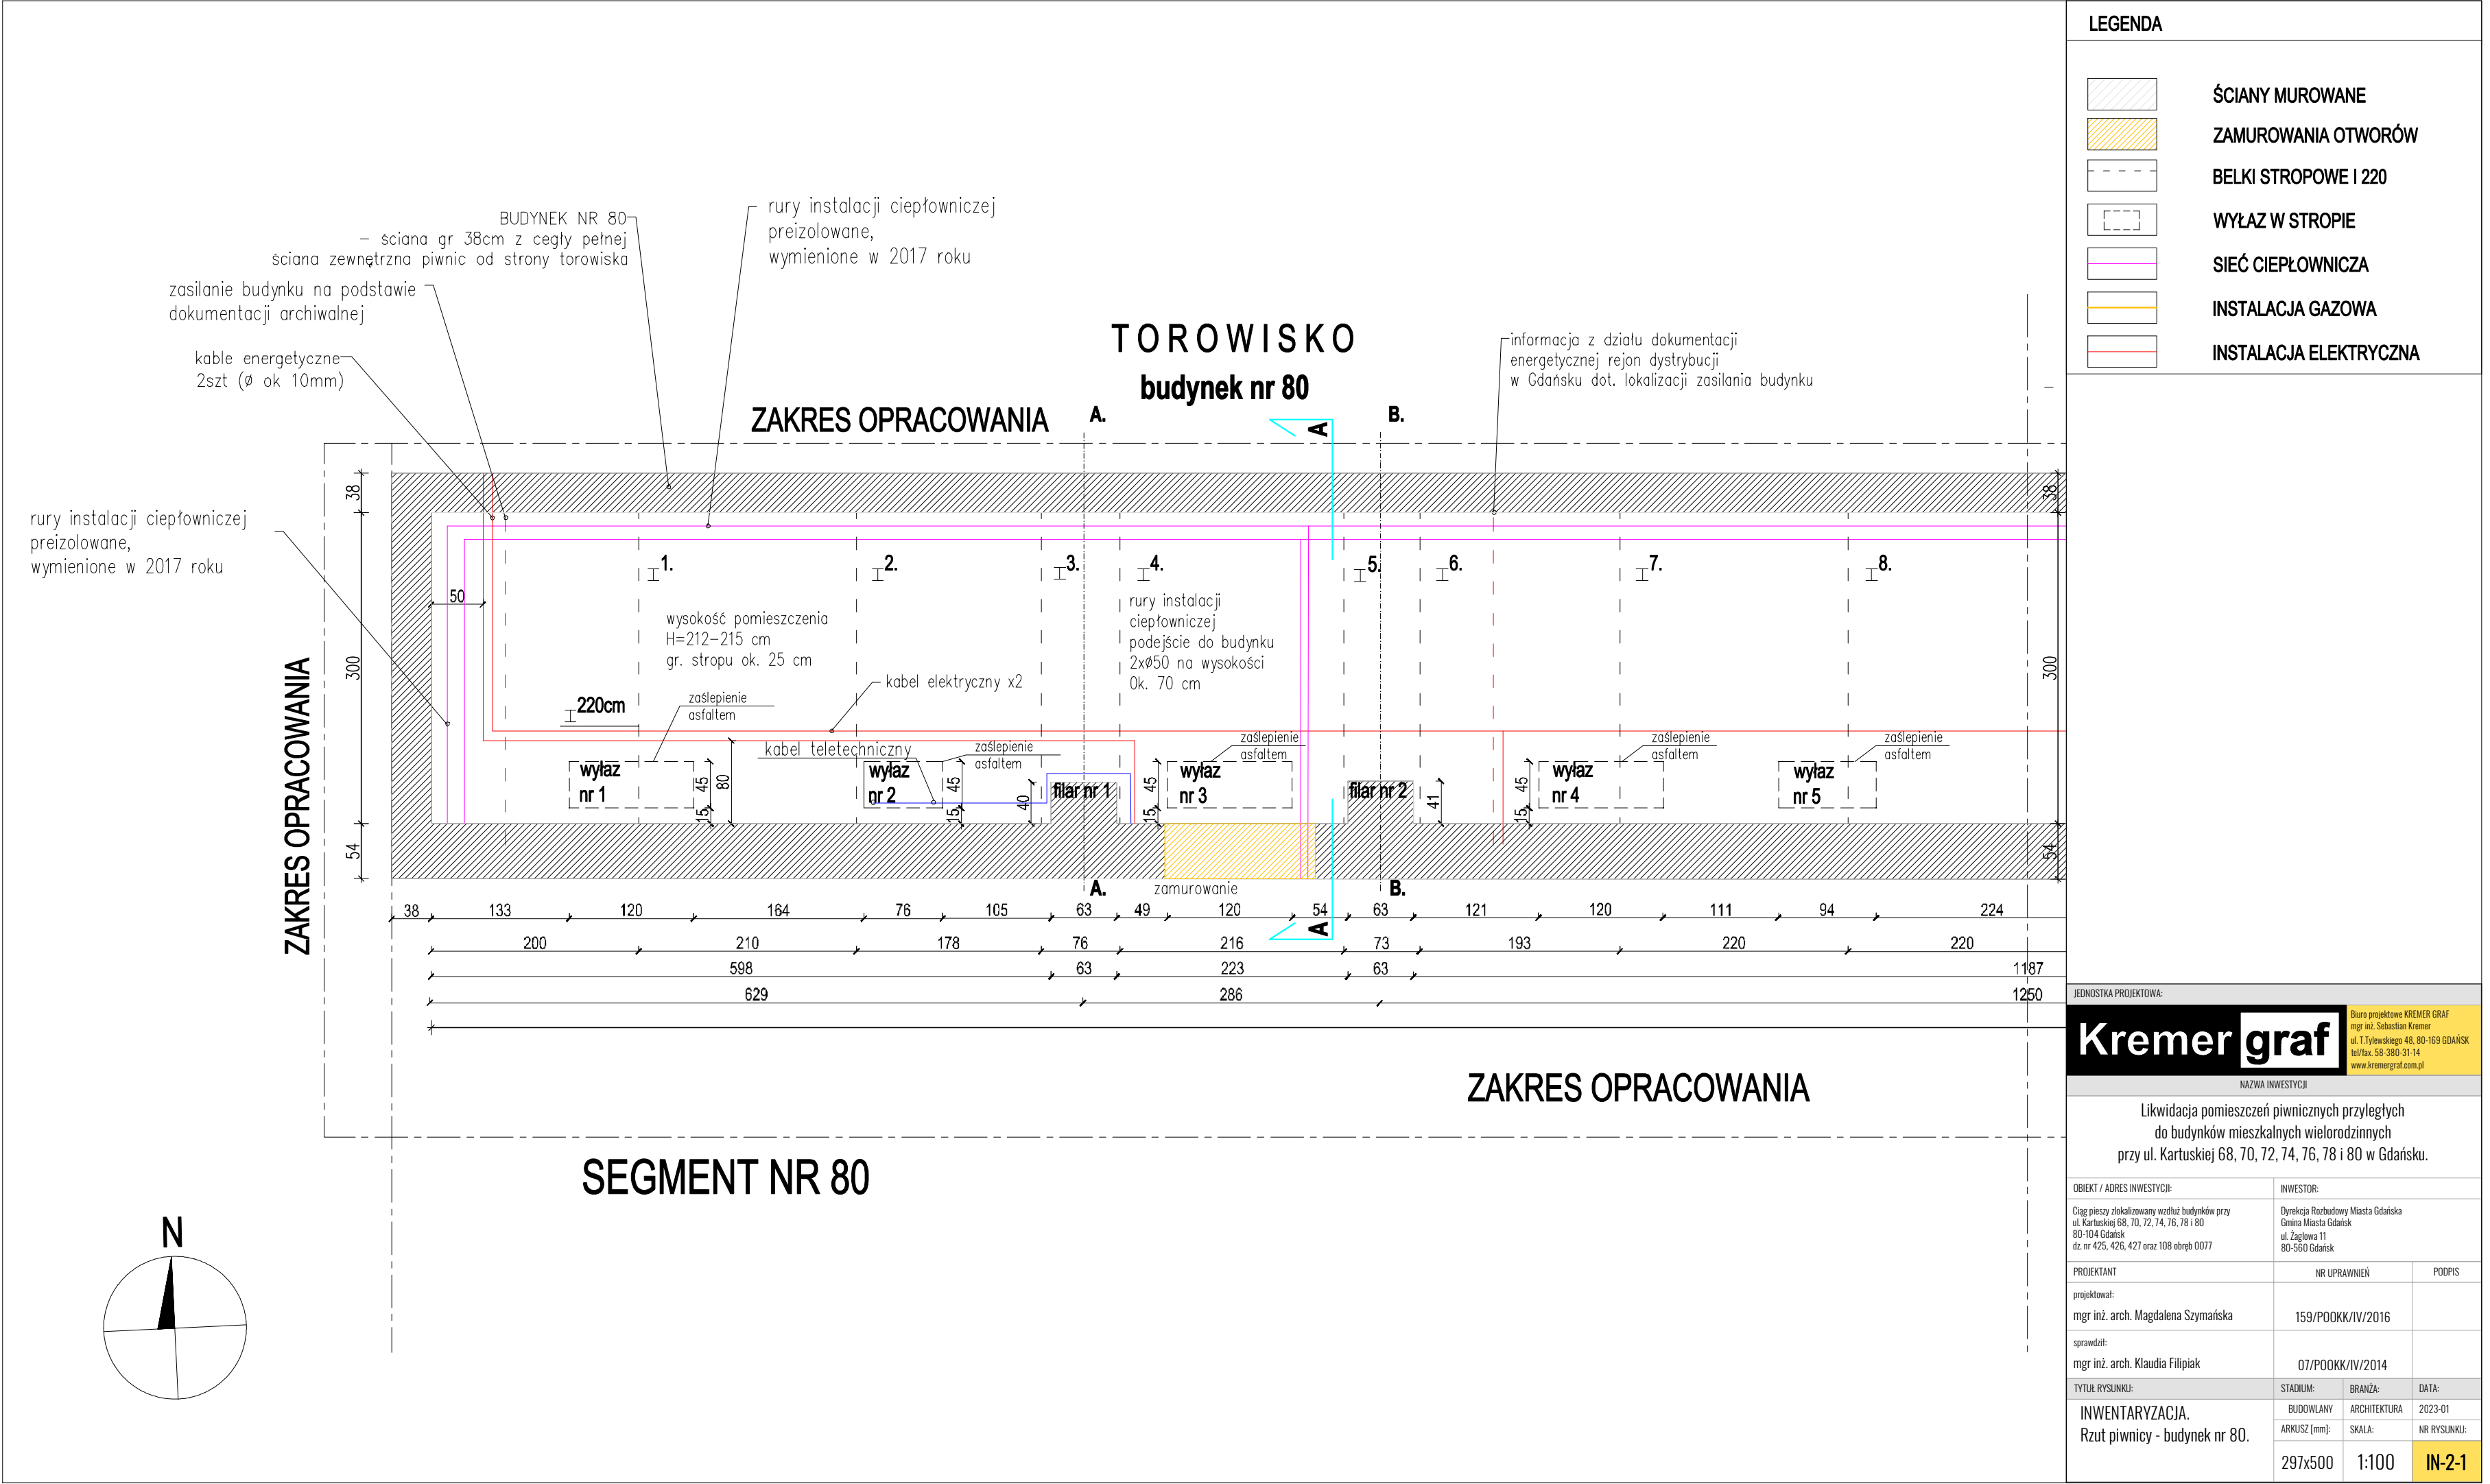 LEGENDA
ŚCIANY MUROWANE
ZAMUROWANIA OTWORÓW
BELKI STROPOWE I 220
WYŁAZ W STROPIE
SIEĆ CIEPŁOWNICZA
INSTALACJA GAZOWA
INSTALACJA ELEKTRYCZNA
BUDYNEK NR 80
- ściana gr 38cm z cegły pełnej
ściana zewnętrzna piwnic od strony torowiska
rury instalacji ciepłowniczej
preizolowane,
wymienione w 2017 roku
zasilanie budynku na podstawie
dokumentacji archiwalnej
kable energetyczne
2szt (ø ok 10mm)
TOROWISKO
budynek nr 80
informacja z działu dokumentacji
energetycznej rejon dystrybucji
w Gdańsku dot. lokalizacji zasilania budynku
ZAKRES OPRACOWANIA
A.
A
B.
rury instalacji ciepłowniczej
preizolowane,
wymienione w 2017 roku
38
38
300
300
54
54
50
1.
2.
3.
4.
5.
6.
7.
8.
wysokość pomieszczenia
H=212-215 cm
gr. stropu ok. 25 cm
rury instalacji
ciepłowniczej
podejście do budynku
2xø50 na wysokości
Ok. 70 cm
kabel elektryczny x2
220cm
zaślepienie
asfaltem
kabel teletechniczny
zaślepienie
asfaltem
zaślepienie
asfaltem
zaślepienie
asfaltem
zaślepienie
asfaltem
wyłaz
nr 1
45
15
80
wyłaz
nr 2
45
15
40
filar nr 1
45
15
wyłaz
nr 3
filar nr 2
41
45
15
wyłaz
nr 4
wyłaz
nr 5
ZAKRES OPRACOWANIA
A.
zamurowanie
B.
A
38 133 120 164 76 105 63 49 120 54 63 121 120 111 94 224
200 210 178 76 216 73 193 220 220
598 63 223 63 1187
629 286 1250
ZAKRES OPRACOWANIA
SEGMENT NR 80
N
JEDNOSTKA PROJEKTOWA:
Kremer graf
Biuro projektowe KREMER GRAF
mgr inż. Sebastian Kremer
ul. T.Tylewskiego 48, 80-169 GDAŃSK
tel/fax. 58-380-31-14
www.kremergraf.com.pl
NAZWA INWESTYCJI
Likwidacja pomieszczeń piwnicznych przyległych
do budynków mieszkalnych wielorodzinnych
przy ul. Kartuskiej 68, 70, 72, 74, 76, 78 i 80 w Gdańsku.
OBIEKT / ADRES INWESTYCJI:
Ciąg pieszy zlokalizowany wzdłuż budynków przy
ul. Kartuskiej 68, 70, 72, 74, 76, 78 i 80
80-104 Gdańsk
dz. nr 425, 426, 427 oraz 108 obręb 0077
INWESTOR:
Dyrekcja Rozbudowy Miasta Gdańska
Gmina Miasta Gdańsk
ul. Żaglowa 11
80-560 Gdańsk
PROJEKTANT NR UPRAWNIEŃ PODPIS
projektował:
mgr inż. arch. Magdalena Szymańska 159/POOKK/IV/2016
sprawdził:
mgr inż. arch. Klaudia Filipiak 07/POOKK/IV/2014
TYTUŁ RYSUNKU:
INWENTARYZACJA.
Rzut piwnicy - budynek nr 80.
STADIUM: BRANŻA: DATA:
BUDOWLANY ARCHITEKTURA 2023-01
ARKUSZ [mm]: SKALA: NR RYSUNKU:
297x500 1:100 IN-2-1